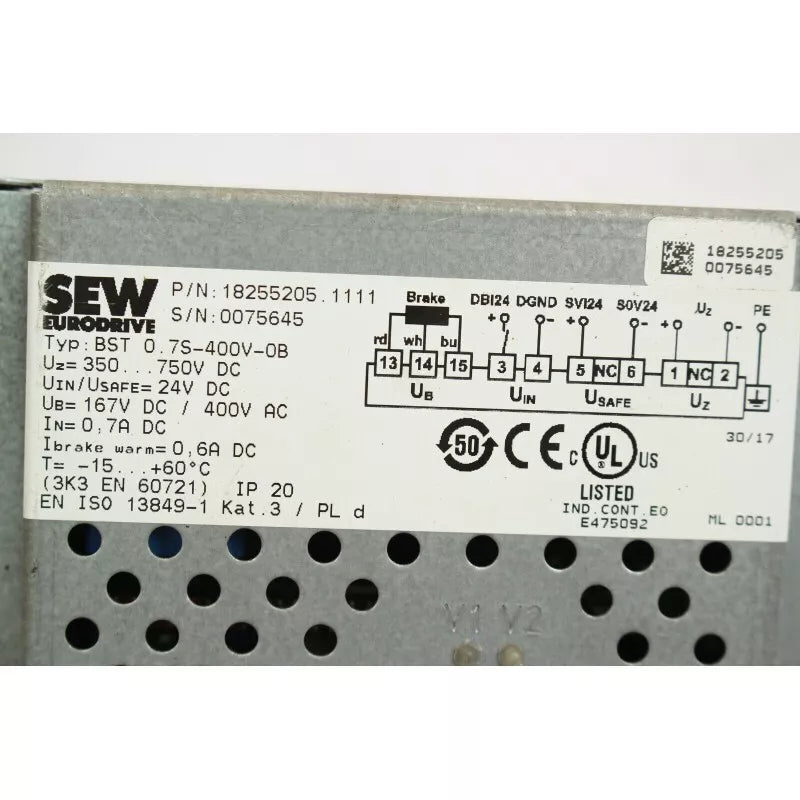 18255205
0075645
SEW
EURODRIVE
P/N: 18255205.1111
S/N: 0075645
Typ: BST 0.7S-400V-0B
Uz= 350...750V DC
UIN/USAFE= 24V DC
UB= 167V DC / 400V AC
IN= 0,7A DC
Ibrake warm= 0,6A DC
T= -15...+60°C
(3K3 EN 60721) IP 20
EN ISO 13849-1 Kat.3 / PL d
Brake DBI24 DGND SVI24 S0V24 Uz PE
+ - + - + -
rd wh bu
13 14 15 3 4 5 NC 6 1 NC 2
UB UIN USAFE Uz
30/17
50 CE c UL ® US
LISTED
IND.CONT.EQ
E475092
ML 0001
V1 V2